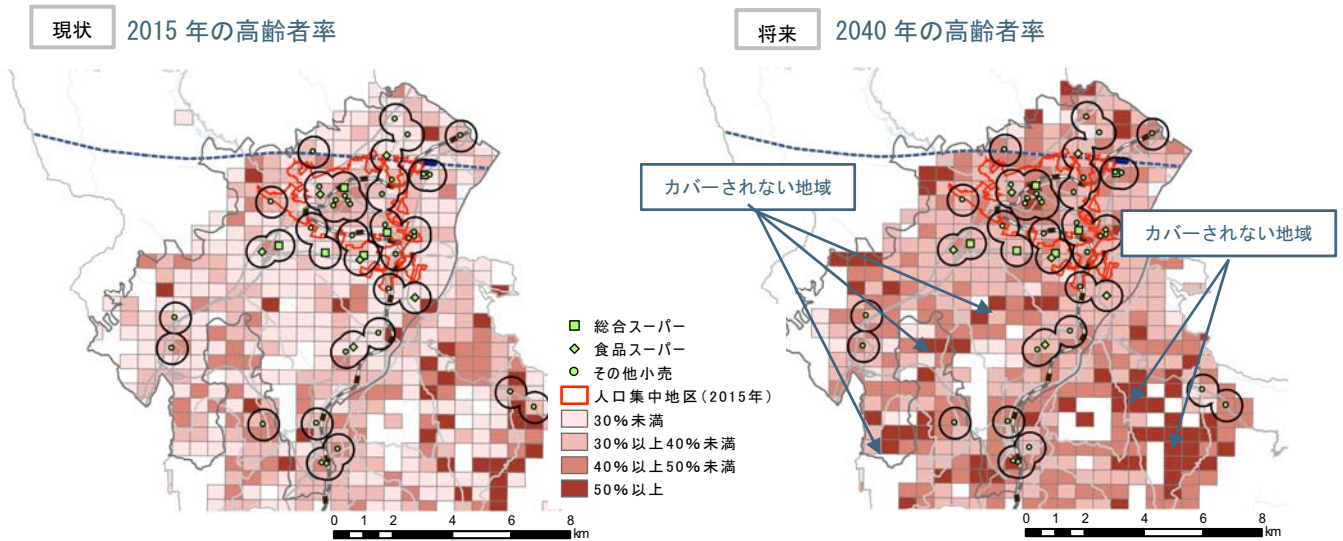 現状 2015 年の高齢者率
将来 2040 年の高齢者率
カバーされない地域
カバーされない地域
総合スーパー
食品スーパー
その他小売
人口集中地区(2015年)
30%未満
30%以上40%未満
40%以上50%未満
50%以上
0 1 2 4 6 8
km
0 1 2 4 6 8
km